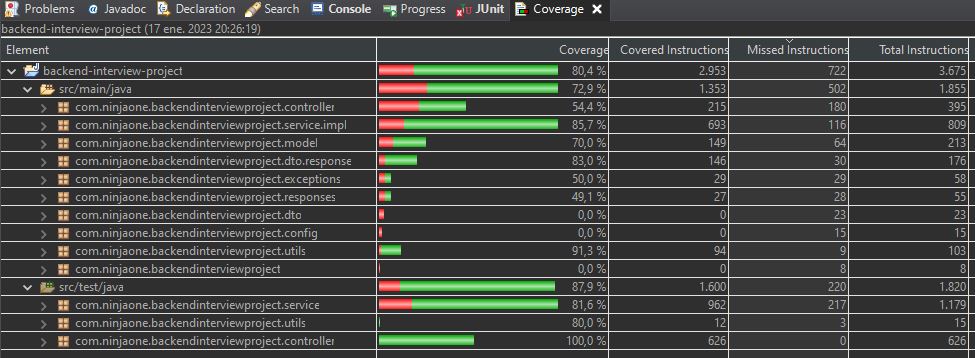 Problems Javadoc Declaration Search Console Progress JUnit Coverage
backend-interview-project (17 ene. 2023 20:26:19)
Element Coverage Covered Instructions Missed Instructions Total Instructions
backend-interview-project 80,4 % 2.953 722 3.675
src/main/java 72,9 % 1.353 502 1.855
com.ninjaone.backendinterviewproject.controller 54,4 % 215 180 395
com.ninjaone.backendinterviewproject.service.impl 85,7 % 693 116 809
com.ninjaone.backendinterviewproject.model 70,0 % 149 64 213
com.ninjaone.backendinterviewproject.dto.response 83,0 % 146 30 176
com.ninjaone.backendinterviewproject.exceptions 50,0 % 29 29 58
com.ninjaone.backendinterviewproject.responses 49,1 % 27 28 55
com.ninjaone.backendinterviewproject.dto 0,0 % 0 23 23
com.ninjaone.backendinterviewproject.config 0,0 % 0 15 15
com.ninjaone.backendinterviewproject.utils 91,3 % 94 9 103
com.ninjaone.backendinterviewproject 0,0 % 0 8 8
src/test/java 87,9 % 1.600 220 1.820
com.ninjaone.backendinterviewproject.service 81,6 % 962 217 1.179
com.ninjaone.backendinterviewproject.utils 80,0 % 12 3 15
com.ninjaone.backendinterviewproject.controller 100,0 % 626 0 626